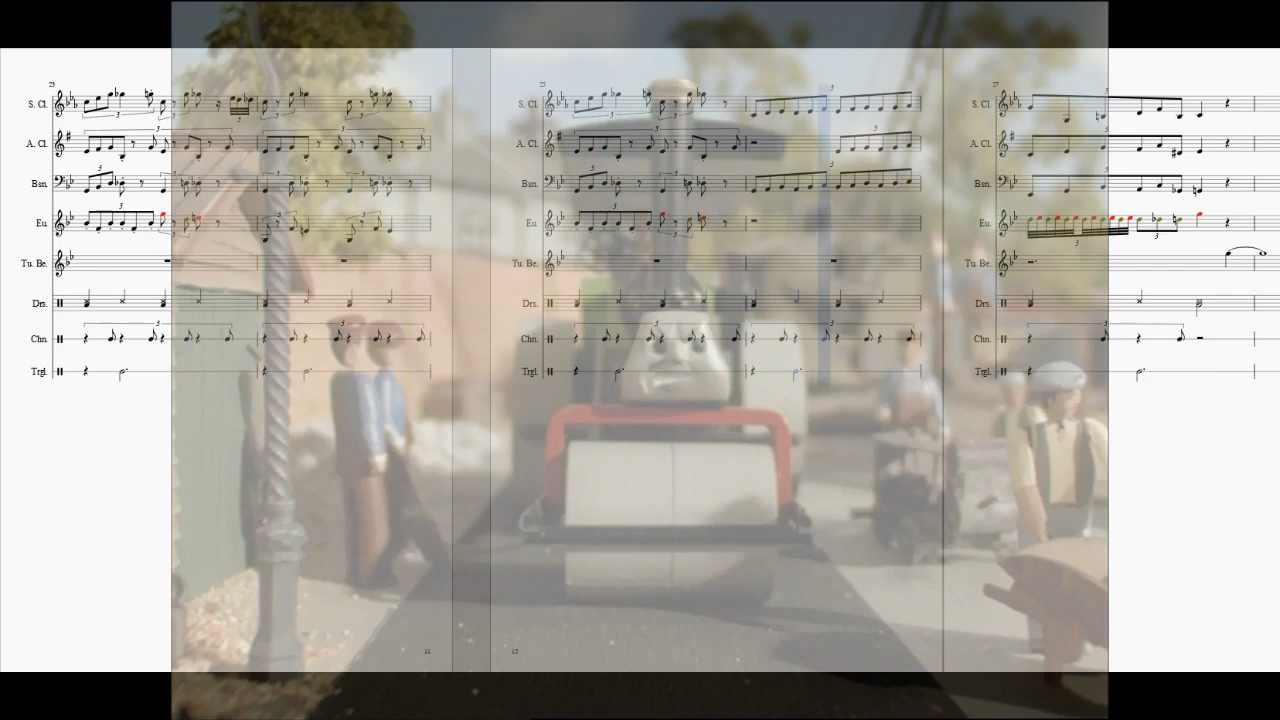 23 25 27
S. Cl. S. Cl. S. Cl.
A. Cl. A. Cl. A. Cl.
Bsn. Bsn. Bsn.
Eu. Eu. Eu.
Tu. Be. Tu. Be. Tu. Be.
Drs. Drs. Drs.
Chn. Chn. Chn.
Trgl. Trgl. Trgl.
11 12